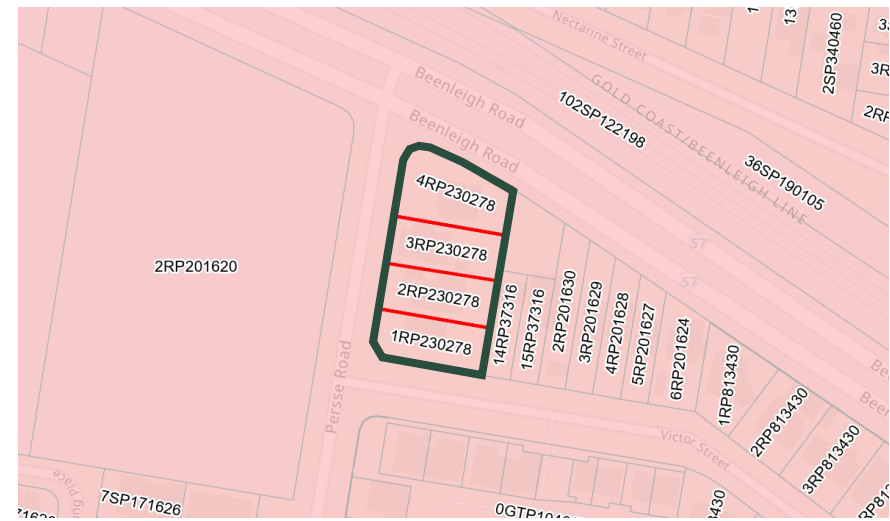 Nectarine Street
2SP340460
Beenleigh Road
Beenleigh Road
GOLD COAST/BEENLEIGH LINE
102SP122198
36SP190105
57
57
4RP230278
3RP230278
2RP230278
1RP230278
2RP201620
14RP37316
15RP37316
2RP201630
3RP201629
4RP201628
5RP201627
6RP201624
1RP813430
2RP813430
3RP813430
Persse Road
Victor Street
7SP171626